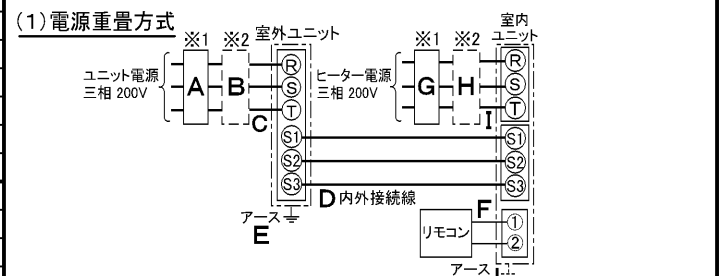 (1)電源重畳方式
※1 ※2 室外ユニット
ユニット電源
三相 200V
A B C
R
S
T
S1
S2
S3
アース
E
D 内外接続線
※1 ※2 室内
ユニット
ヒーター電源
三相 200V
G H I
R
S
T
S1
S2
S3
F
リモコン
1
2
アース